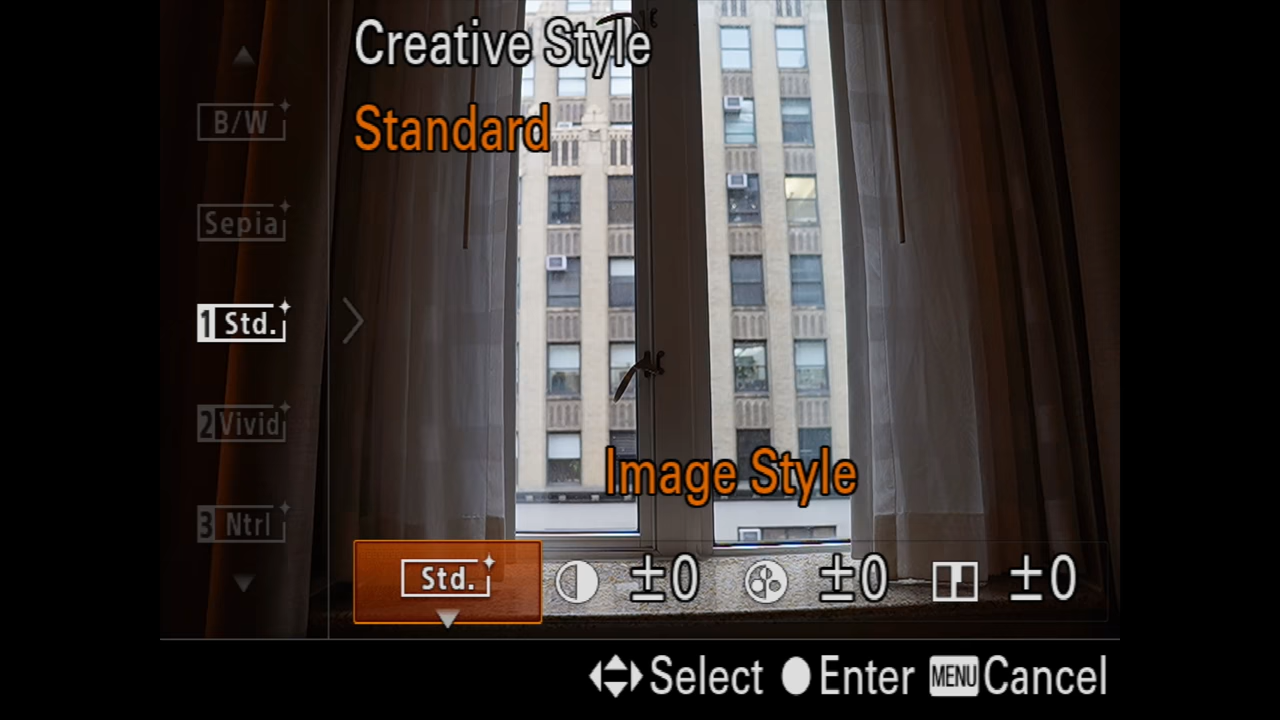 Creative Style
Standard
B/W
Sepia
1 Std.
2 Vivid
3 Ntrl
Image Style
Std. ±0 ±0 ±0
Select Enter MENU Cancel